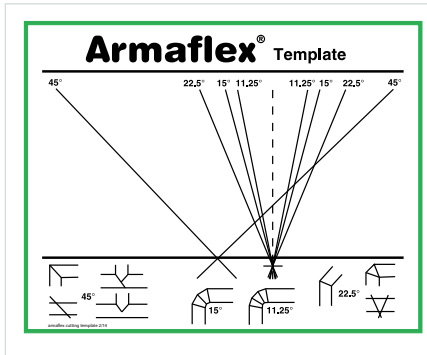 Armaflex® Template
45° 22.5° 15° 11.25° 11.25° 15° 22.5° 45°
45° 15° 11.25° 22.5°
armaflex cutting template 2/14